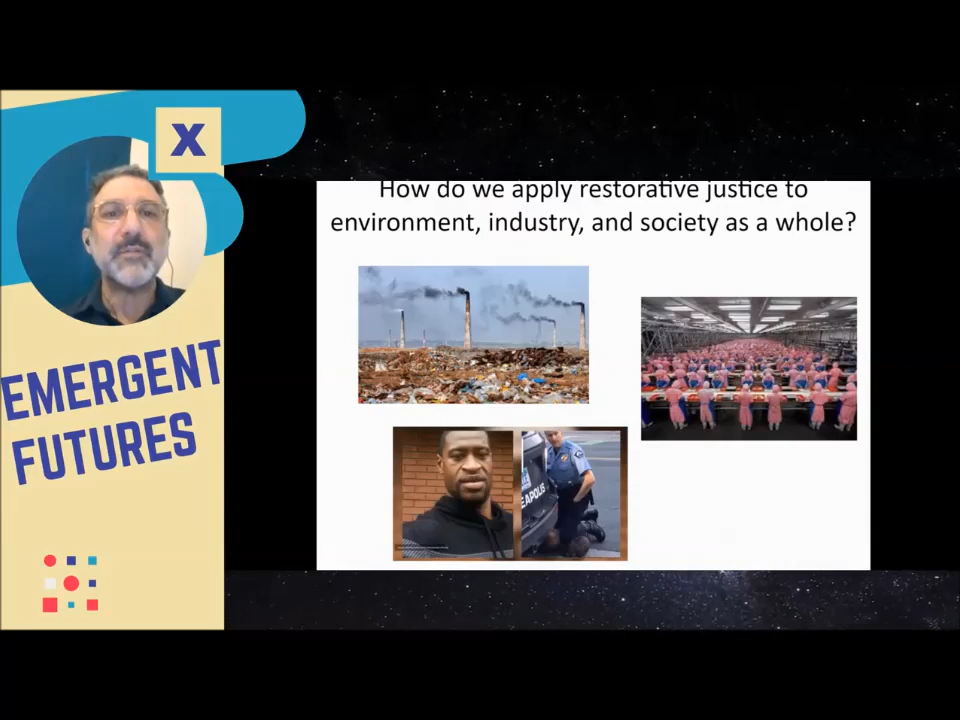 X
EMERGENT
FUTURES
How do we apply restorative justice to
environment, industry, and society as a whole?
EAPOLIS